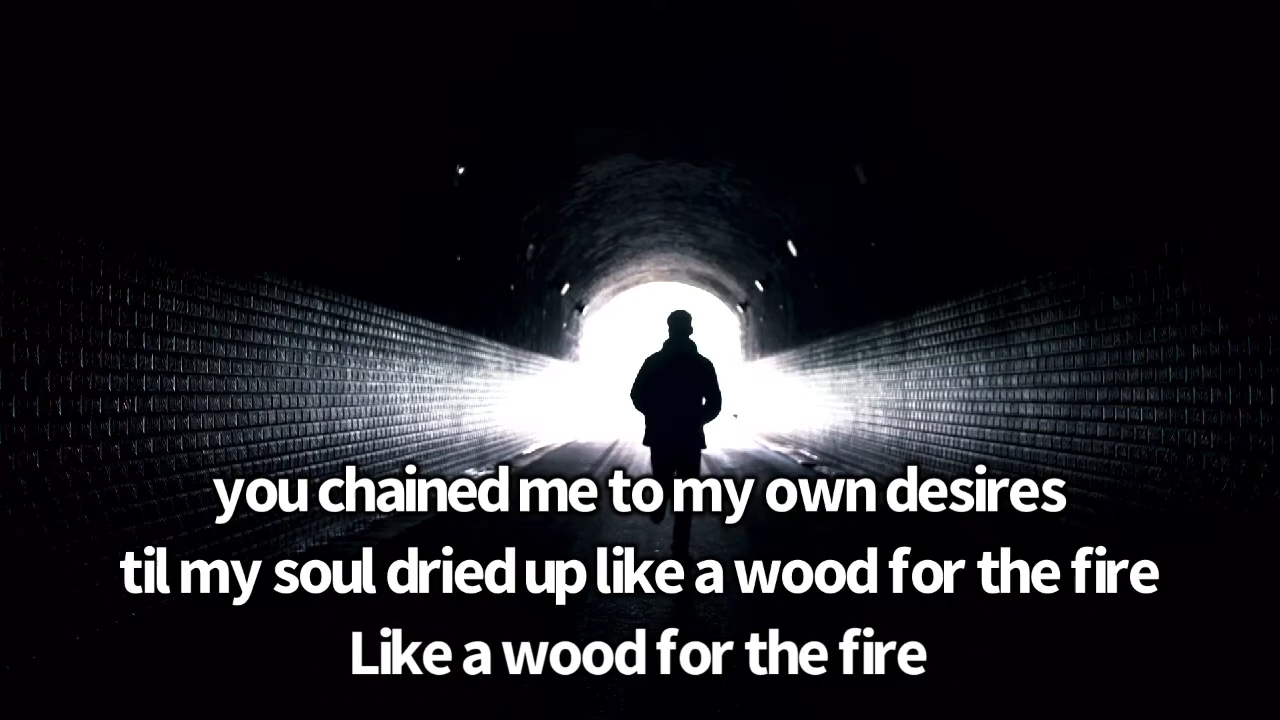 you chained me to my own desires
til my soul dried up like a wood for the fire
Like a wood for the fire